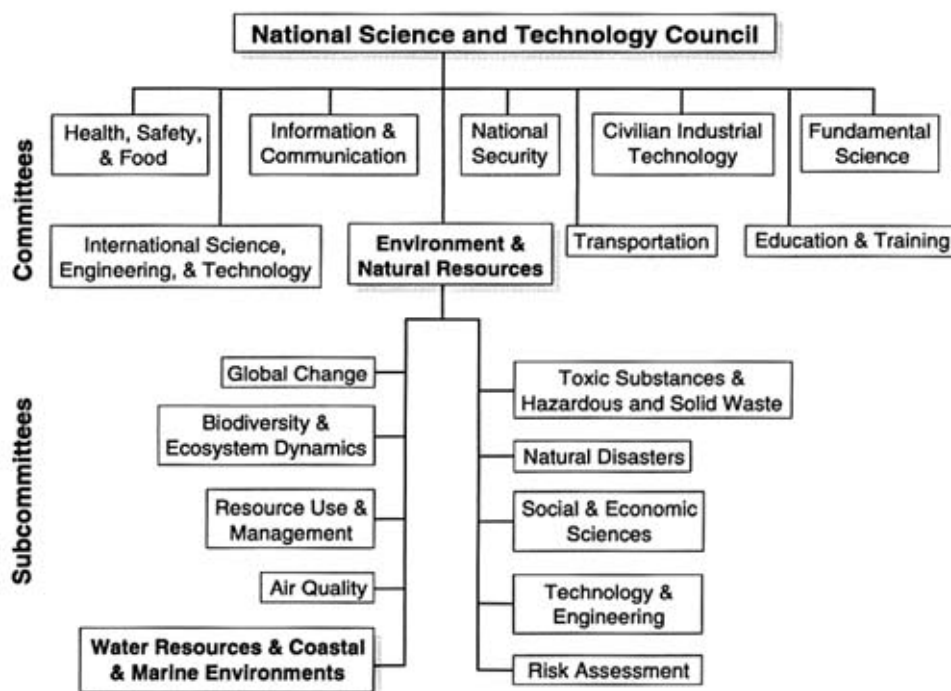 National Science and Technology Council
Committees
Health, Safety,
& Food
Information &
Communication
National
Security
Civilian Industrial
Technology
Fundamental
Science
International Science,
Engineering, & Technology
Environment &
Natural Resources
Transportation
Education & Training
Subcommittees
Global Change
Biodiversity &
Ecosystem Dynamics
Resource Use &
Management
Air Quality
Water Resources & Coastal
& Marine Environments
Toxic Substances &
Hazardous and Solid Waste
Natural Disasters
Social & Economic
Sciences
Technology &
Engineering
Risk Assessment